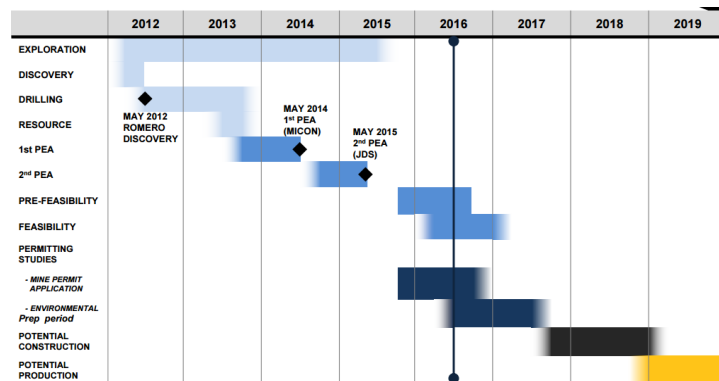 2012 2013 2014 2015 2016 2017 2018 2019
EXPLORATION
DISCOVERY
DRILLING
MAY 2012
ROMERO
DISCOVERY
MAY 2014
1st PEA
(MICON)
MAY 2015
2nd PEA
(JDS)
RESOURCE
1st PEA
2nd PEA
PRE-FEASIBILITY
FEASIBILITY
PERMITTING
STUDIES
- MINE PERMIT
APPLICATION
- ENVIRONMENTAL
Prep period
POTENTIAL
CONSTRUCTION
POTENTIAL
PRODUCTION